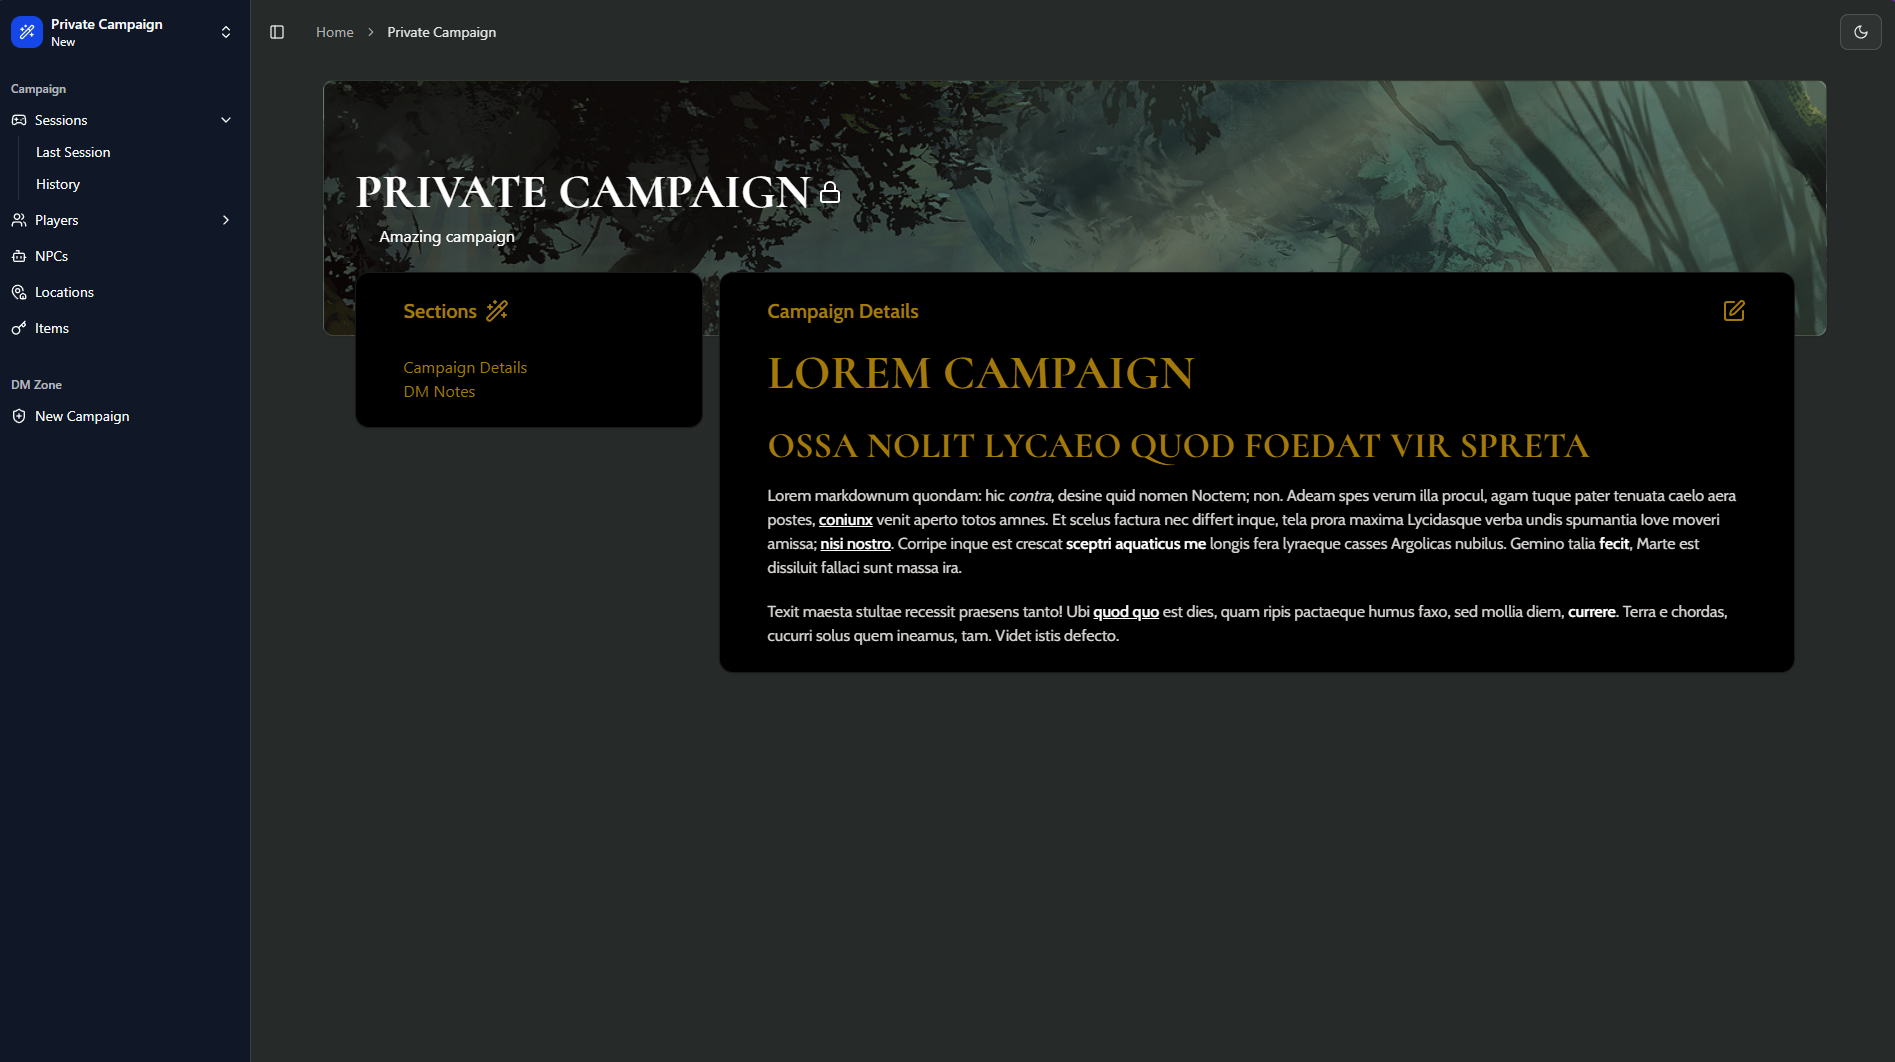 Private Campaign
New
Campaign
Sessions
Last Session
History
Players
NPCs
Locations
Items
DM Zone
New Campaign
Home
Private Campaign
PRIVATE CAMPAIGN
Amazing campaign
Sections
Campaign Details
DM Notes
Campaign Details
LOREM CAMPAIGN
OSSA NOLIT LYCAEO QUOD FOEDAT VIR SPRETA
Lorem markdownum quondam: hic contra, desine quid nomen Noctem; non. Adeam spes verum illa procul, agam tuque pater tenuata caelo aera
postes, coniunx venit aperto totos amnes. Et scelus factura nec differt inque, tela prora maxima Lycidasque verba undis spumantia Iove moveri
amissa; nisi nostro. Corripe inque est crescat sceptri aquaticus me longis fera lyraeque casses Argolicas nubilus. Gemino talia fecit, Marte est
dissiluit fallaci sunt massa ira.
Texit maesta stultae recessit praesens tanto! Ubi quod quo est dies, quam ripis pactaeque humus faxo, sed mollia diem, currere. Terra e chordas,
cucurri solus quem ineamus, tam. Videt istis defecto.